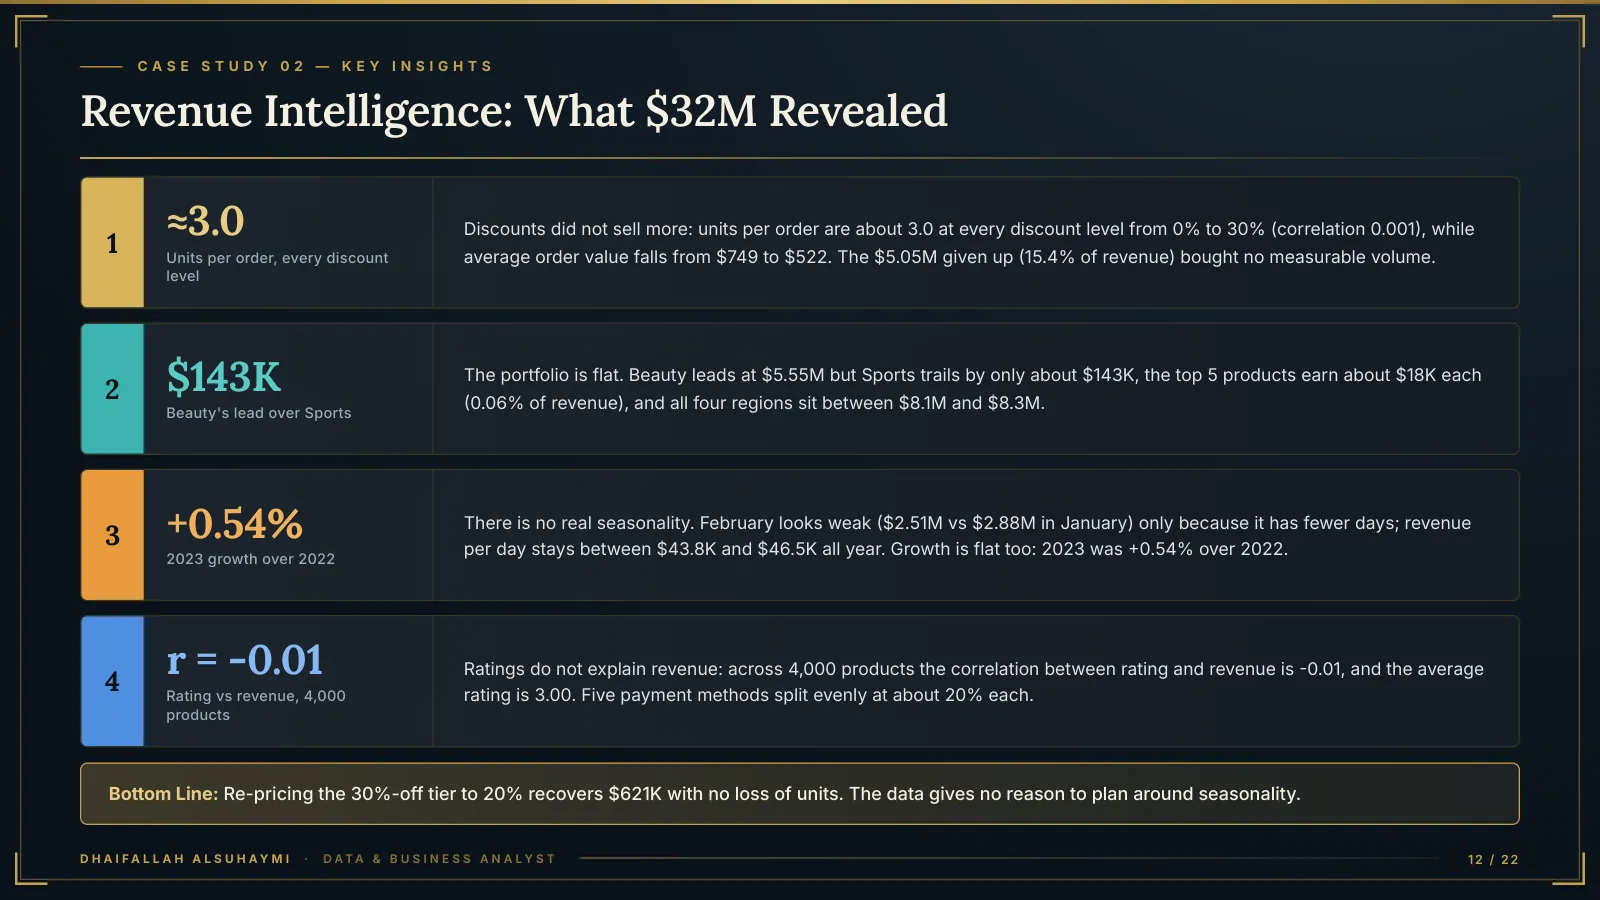 CASE STUDY 02 — KEY INSIGHTS
Revenue Intelligence: What $32M Revealed
1
≈3.0
Units per order, every discount
level
Discounts did not sell more: units per order are about 3.0 at every discount level from 0% to 30% (correlation 0.001), while
average order value falls from $749 to $522. The $5.05M given up (15.4% of revenue) bought no measurable volume.
2
$143K
Beauty's lead over Sports
The portfolio is flat. Beauty leads at $5.55M but Sports trails by only about $143K, the top 5 products earn about $18K each
(0.06% of revenue), and all four regions sit between $8.1M and $8.3M.
3
+0.54%
2023 growth over 2022
There is no real seasonality. February looks weak ($2.51M vs $2.88M in January) only because it has fewer days; revenue
per day stays between $43.8K and $46.5K all year. Growth is flat too: 2023 was +0.54% over 2022.
4
r = -0.01
Rating vs revenue, 4,000
products
Ratings do not explain revenue: across 4,000 products the correlation between rating and revenue is -0.01, and the average
rating is 3.00. Five payment methods split evenly at about 20% each.
Bottom Line: Re-pricing the 30%-off tier to 20% recovers $621K with no loss of units. The data gives no reason to plan around seasonality.
DHAIFALLAH ALSUHAYMI · DATA & BUSINESS ANALYST
12 / 22